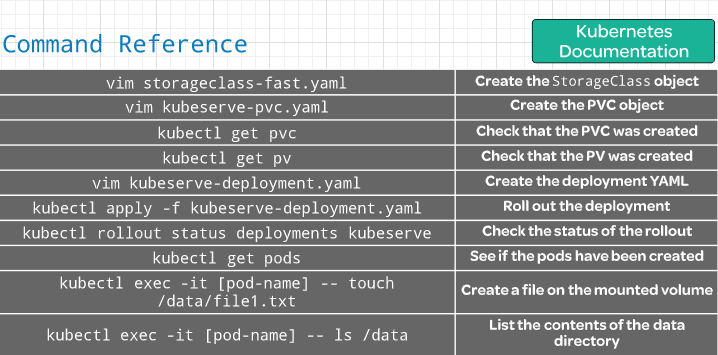 Command Reference
Kubernetes
Documentation
vim storageclass-fast.yaml
Create the StorageClass object
vim kubeserve-pvc.yaml
Create the PVC object
kubectl get pvc
Check that the PVC was created
kubectl get pv
Check that the PV was created
vim kubeserve-deployment.yaml
Create the deployment YAML
kubectl apply -f kubeserve-deployment.yaml
Roll out the deployment
kubectl rollout status deployments kubeserve
Check the status of the rollout
kubectl get pods
See if the pods have been created
kubectl exec -it [pod-name] -- touch
/data/file1.txt
Create a file on the mounted volume
kubectl exec -it [pod-name] -- ls /data
List the contents of the data
directory